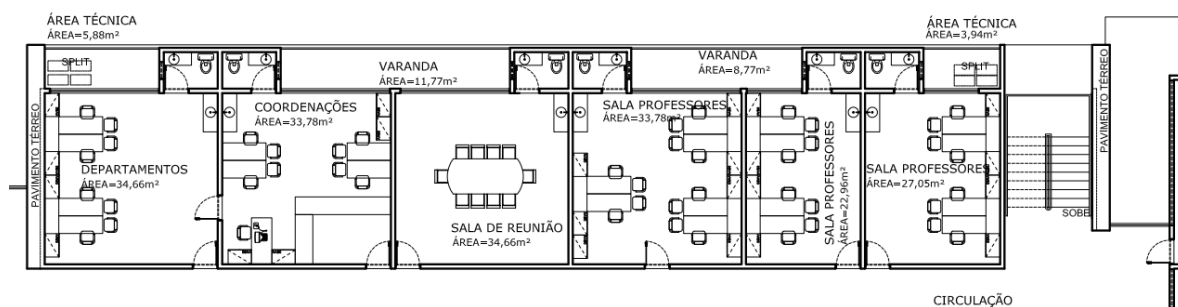 ÁREA TÉCNICA
ÁREA=5,88m²
ÁREA TÉCNICA
ÁREA=3,94m²
SPLIT
VARANDA
ÁREA=11,77m²
VARANDA
ÁREA=8,77m²
SPLIT
PAVIMENTO TÉRREO
DEPARTAMENTOS
ÁREA=34,66m²
COORDENAÇÕES
ÁREA=33,78m²
SALA DE REUNIÃO
ÁREA=34,66m²
SALA PROFESSORES
ÁREA=33,78m²
SALA PROFESSORES
ÁREA=22,96m²
SALA PROFESSORES
ÁREA=27,05m²
SOBE
PAVIMENTO TÉRREO
CIRCULAÇÃO